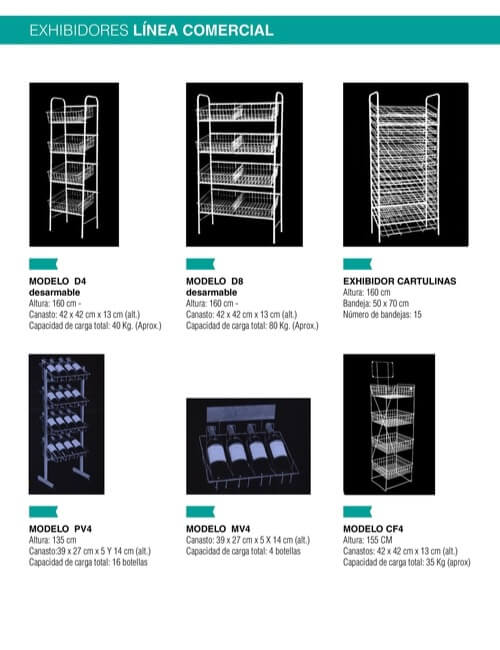 EXHIBIDORES LÍNEA COMERCIAL
MODELO D4
desarmable
Altura: 160 cm -
Canasto: 42 x 42 cm x 13 cm (alt.)
Capacidad de carga total: 40 Kg. (Aprox.)
MODELO D8
desarmable
Altura: 160 cm -
Canasto: 42 x 42 cm x 13 cm (alt.)
Capacidad de carga total: 80 Kg. (Aprox.)
EXHIBIDOR CARTULINAS
Altura: 160 cm
Bandeja: 50 x 70 cm
Número de bandejas: 15
MODELO PV4
Altura: 135 cm
Canasto:39 x 27 cm x 5 Y 14 cm (alt.)
Capacidad de carga total: 16 botellas
MODELO MV4
Canasto: 39 x 27 cm x 5 X 14 cm (alt.)
Capacidad de carga total: 4 botellas
MODELO CF4
Altura: 155 CM
Canastos: 42 x 42 cm x 13 cm (alt.)
Capacidad de carga total: 35 Kg (aprox)